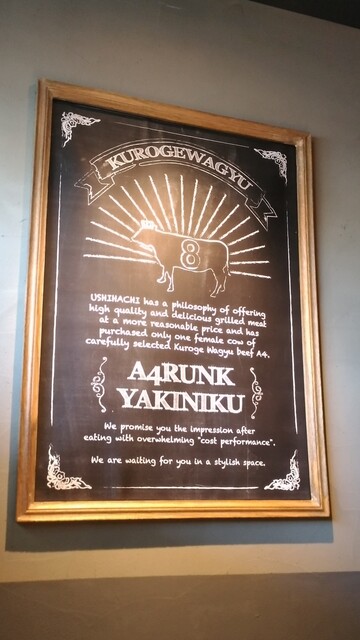 KUROGEWAGYU
8
USHIHACHI has a philosophy of offering
high quality and delicious grilled meat
at a more reasonable price and has
purchased only one female cow of
carefully selected Kuroge Wagyu beef A4.
A4RUNK
YAKINIKU
We promise you the impression after
eating with overwhelming "cost performance".
We are waiting for you in a stylish space.